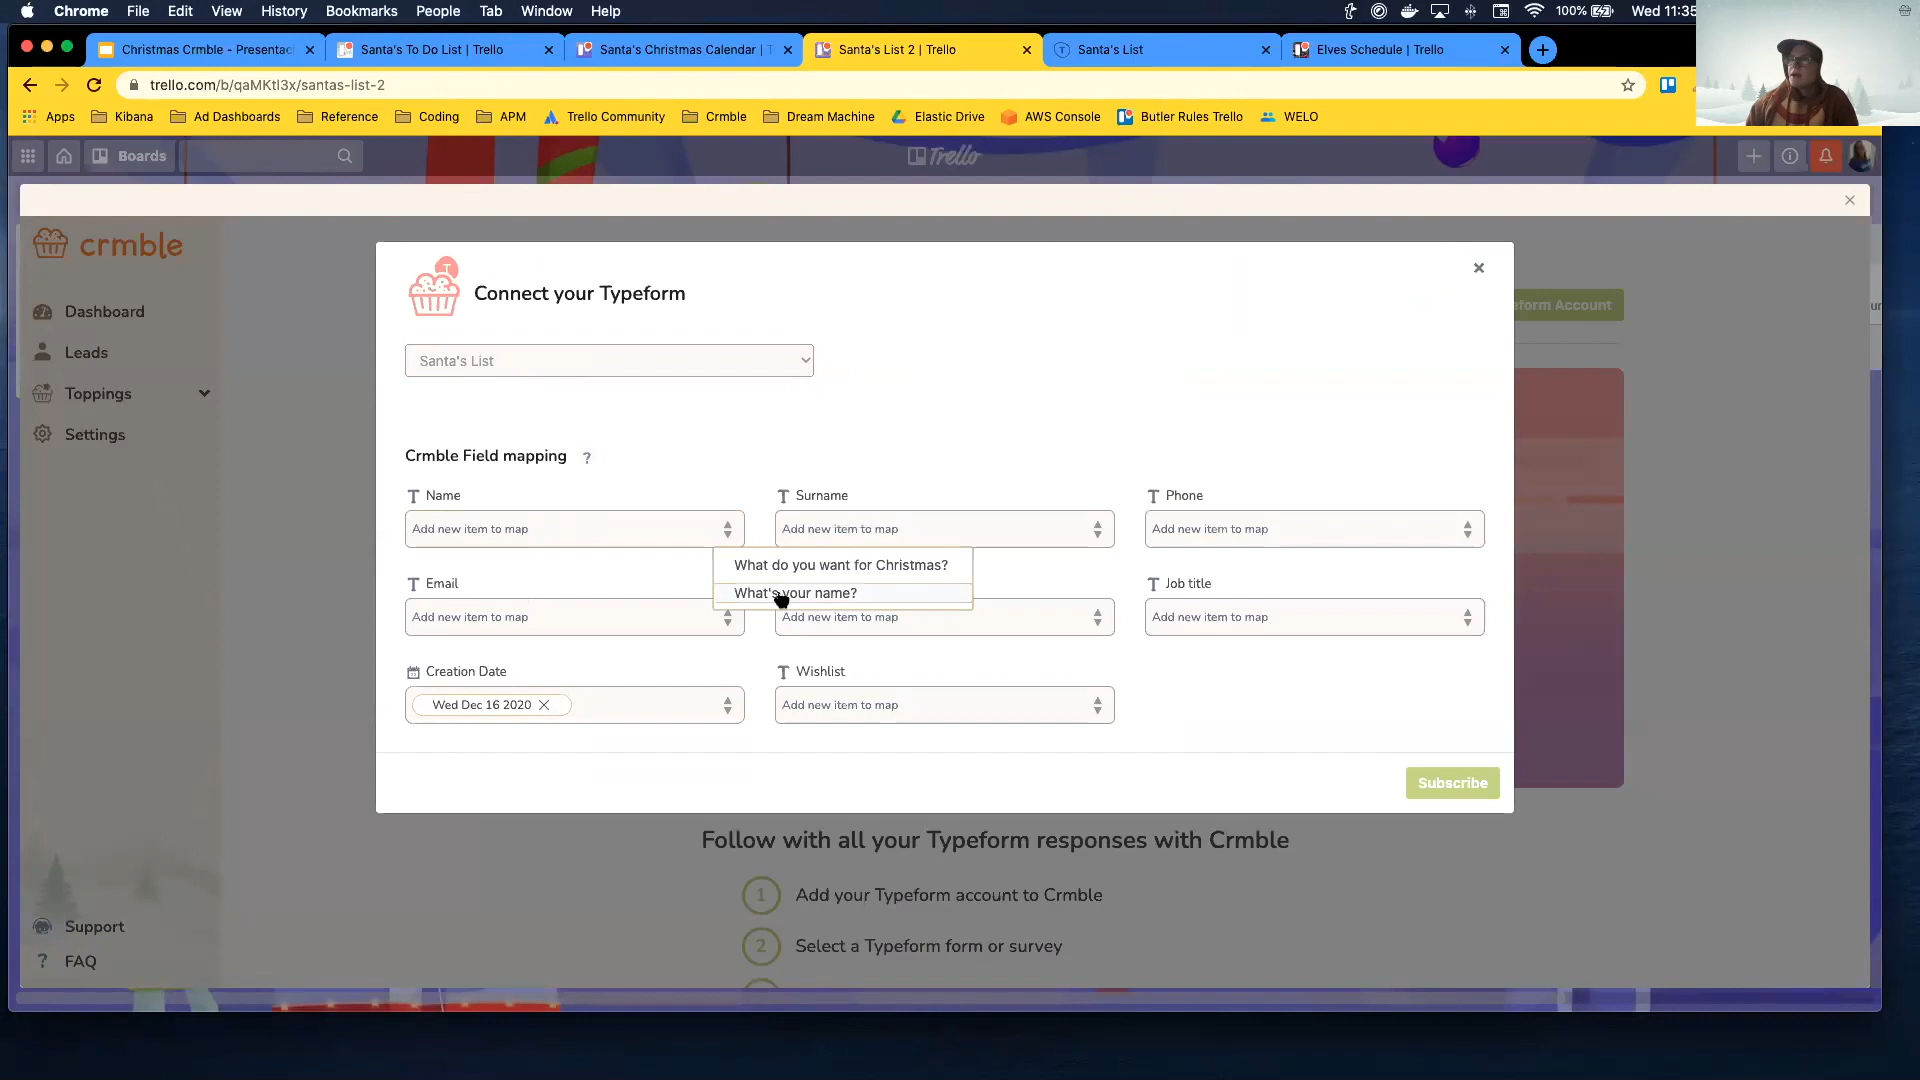 Chrome File Edit View History Bookmarks People Tab Window Help 100% Wed 11:35
Christmas Crmble - Presentac Santa's To Do List | Trello Santa's Christmas Calendar | T Santa's List 2 | Trello Santa's List Elves Schedule | Trello
trello.com/b/qaMKtl3x/santas-list-2
Apps Kibana Ad Dashboards Reference Coding APM Trello Community Crmble Dream Machine Elastic Drive AWS Console Butler Rules Trello WELO
Boards Trello
crmble
Dashboard
Leads
Toppings
Settings
Support
? FAQ
Connect your Typeform
eform Account
Santa's List
Crmble Field mapping ?
Name Surname Phone
Add new item to map Add new item to map Add new item to map
What do you want for Christmas?
What's your name?
Email Job title
Add new item to map Add new item to map Add new item to map
Creation Date Wishlist
Wed Dec 16 2020 Add new item to map
Subscribe
Follow with all your Typeform responses with Crmble
1 Add your Typeform account to Crmble
2 Select a Typeform form or survey